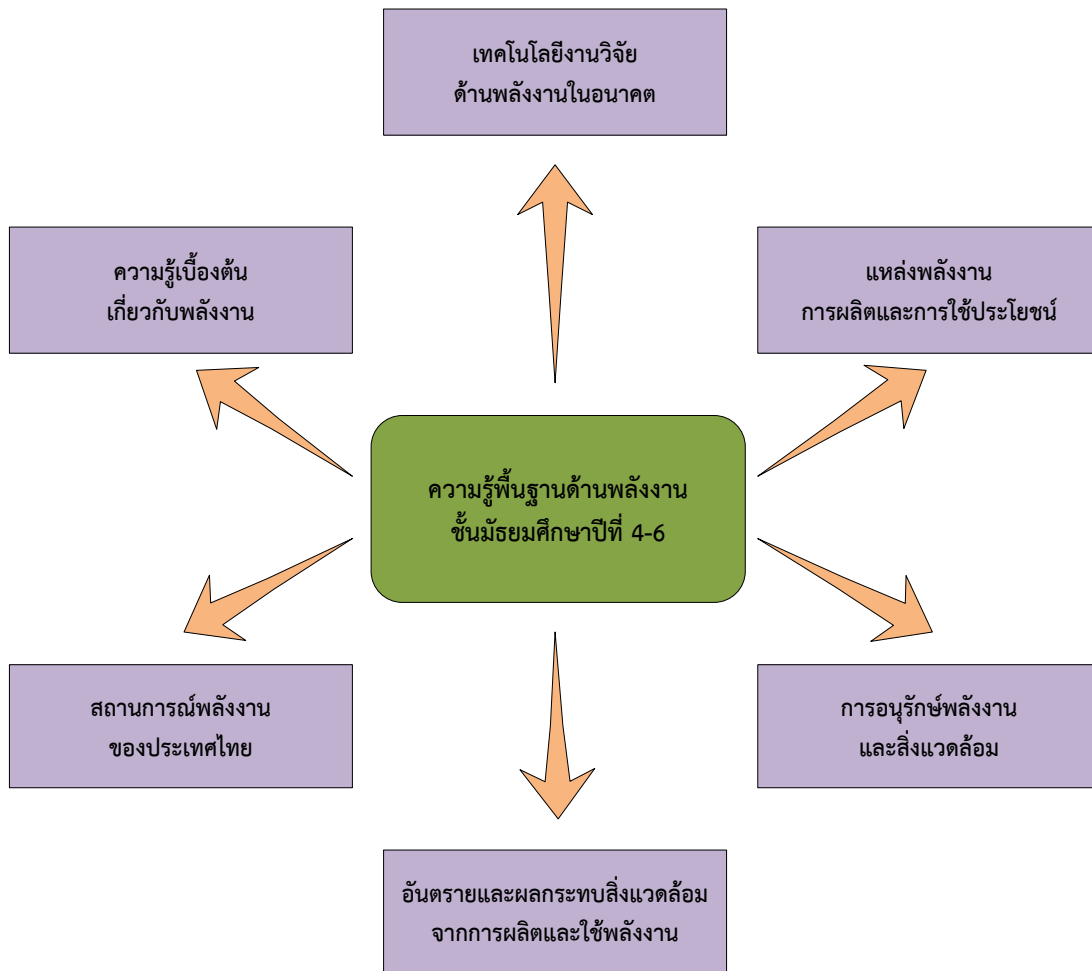 เทคโนโลยีงานวิจัย
ด้านพลังงานในอนาคต
ความรู้เบื้องต้น
เกี่ยวกับพลังงาน
แหล่งพลังงาน
การผลิตและการใช้ประโยชน์
ความรู้พื้นฐานด้านพลังงาน
ชั้นมัธยมศึกษาปีที่ 4-6
สถานการณ์พลังงาน
ของประเทศไทย
การอนุรักษ์พลังงาน
และสิ่งแวดล้อม
อันตรายและผลกระทบสิ่งแวดล้อม
จากการผลิตและใช้พลังงาน